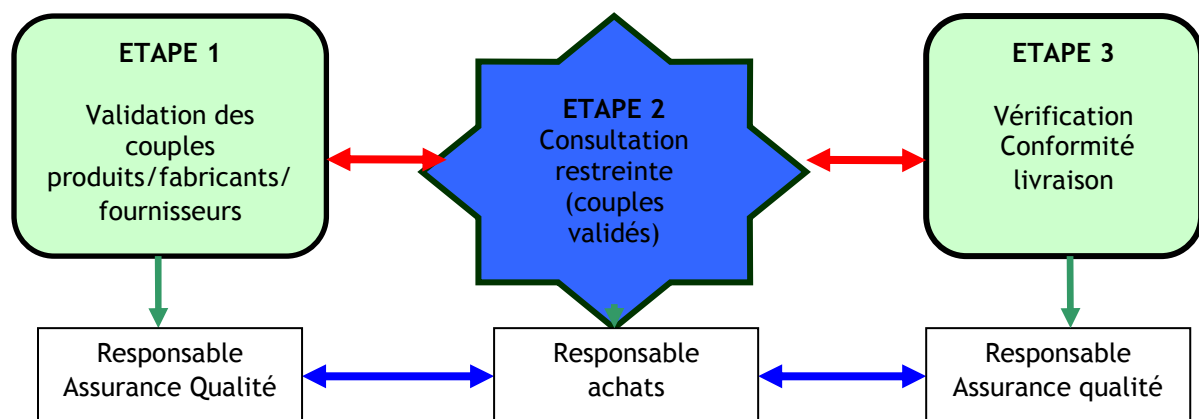 ETAPE 1
Validation des
couples
produits/fabricants/
fournisseurs
ETAPE 2
Consultation
restreinte
(couples
validés)
ETAPE 3
Vérification
Conformité
livraison
Responsable
Assurance Qualité
Responsable
achats
Responsable
Assurance qualité